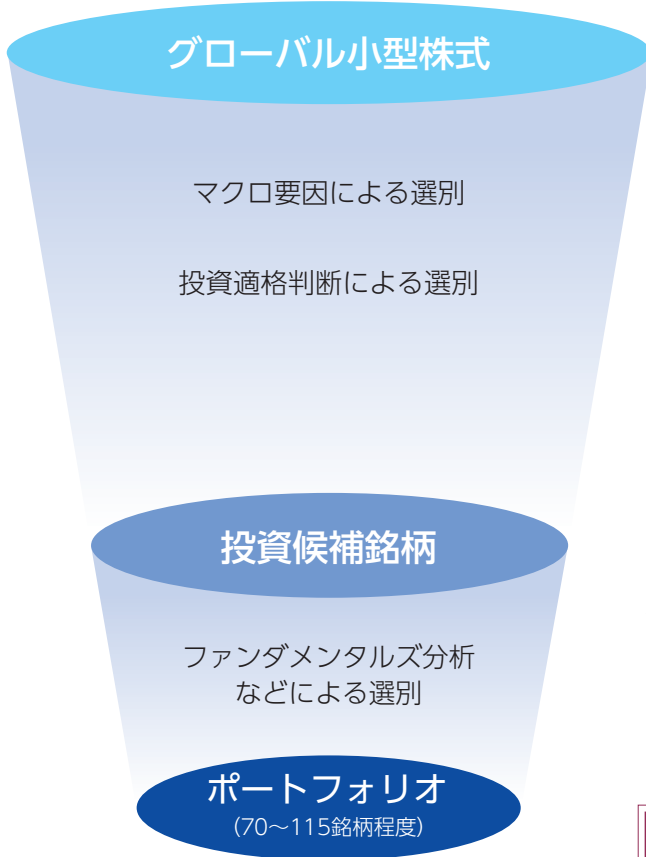 グローバル小型株式
マクロ要因による選別
投資適格判断による選別
投資候補銘柄
ファンダメンタルズ分析
などによる選別
ポートフォリオ
(70～115銘柄程度)